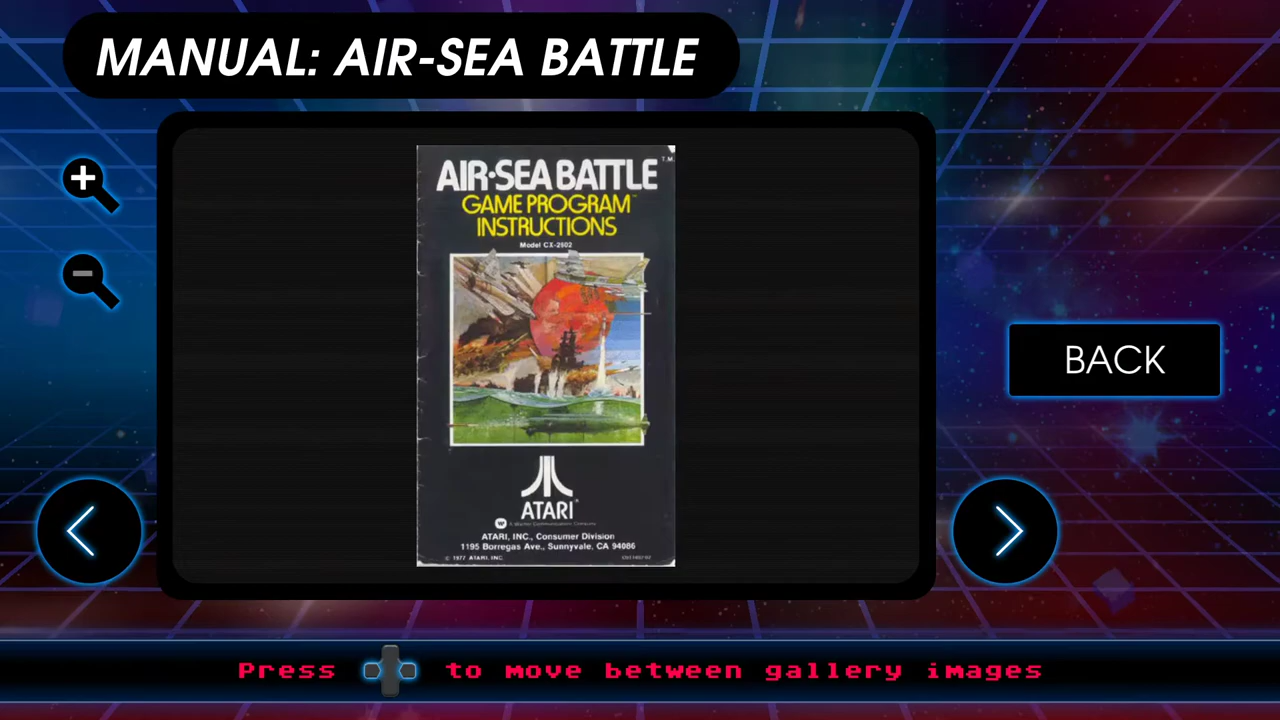 MANUAL: AIR-SEA BATTLE
AIR•SEA BATTLE T.M.
GAME PROGRAM™
INSTRUCTIONS
Model CX-2602
ATARI®
W A Warner Communications Company
ATARI, INC., Consumer Division
1195 Borregas Ave., Sunnyvale, CA 94086
© 1977 ATARI, INC.
BACK
Press to move between gallery images